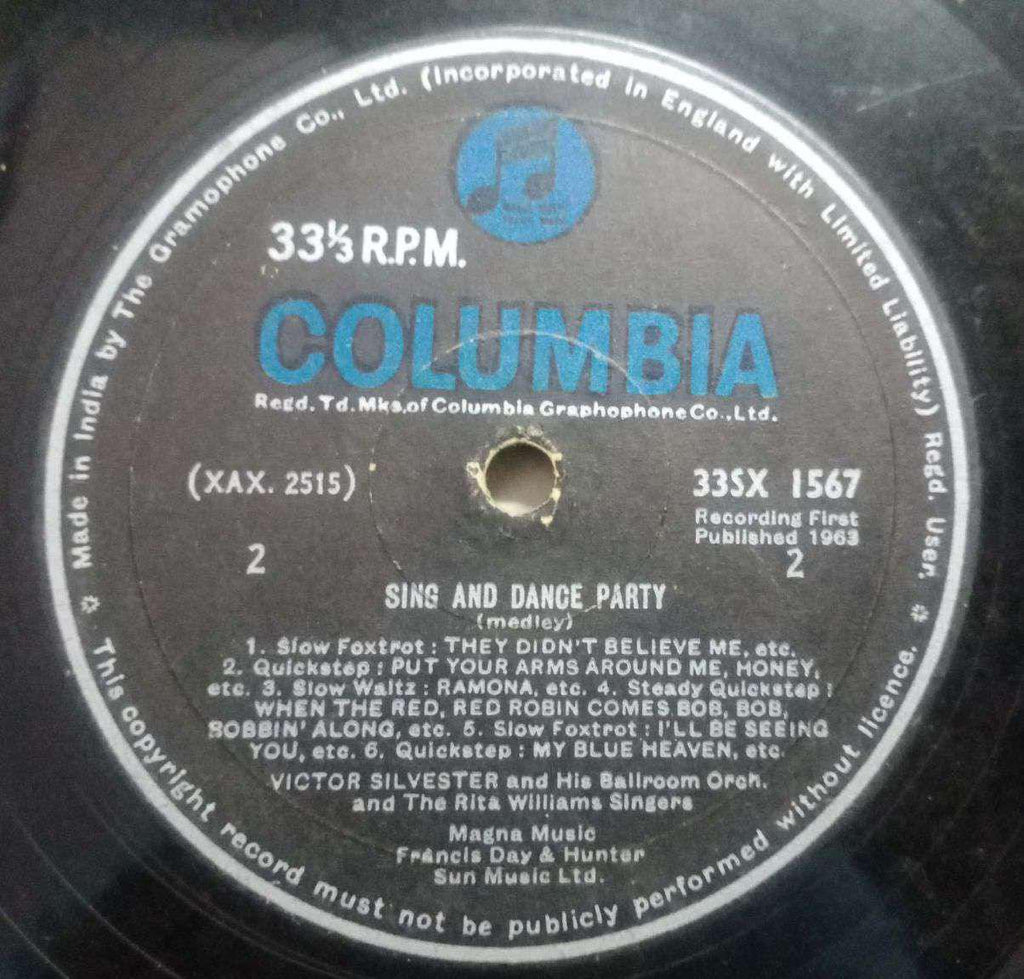 Made in India by The Gramophone Co., Ltd. (Incorporated in England with Limited Liability) Regd. User.
33⅓ R.P.M.
COLUMBIA
Regd. Td. Mks. of Columbia Graphophone Co., Ltd.
(XAX. 2515)
33SX 1567
Recording First
Published 1963
2
2
SING AND DANCE PARTY
(medley)
1. Slow Foxtrot : THEY DIDN'T BELIEVE ME, etc.
2. Quickstep : PUT YOUR ARMS AROUND ME, HONEY,
etc. 3. Slow Waltz : RAMONA, etc. 4. Steady Quickstep :
WHEN THE RED, RED ROBIN COMES BOB, BOB,
BOBBIN' ALONG, etc. 5. Slow Foxtrot : I'LL BE SEEING
YOU, etc. 6. Quickstep : MY BLUE HEAVEN, etc.
VICTOR SILVESTER and His Ballroom Orch.
and The Rita Williams Singers
Magna Music
Francis Day & Hunter
Sun Music Ltd.
This copyright record must not be publicly performed without licence.